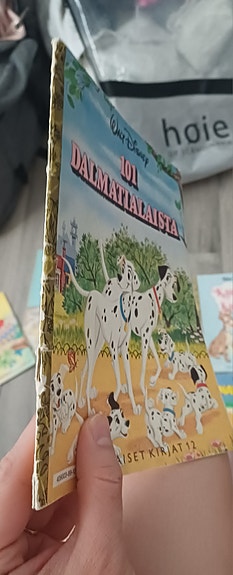 WALT DISNEY
101
DALMATIALAISTA
KIRJAT 12
høie